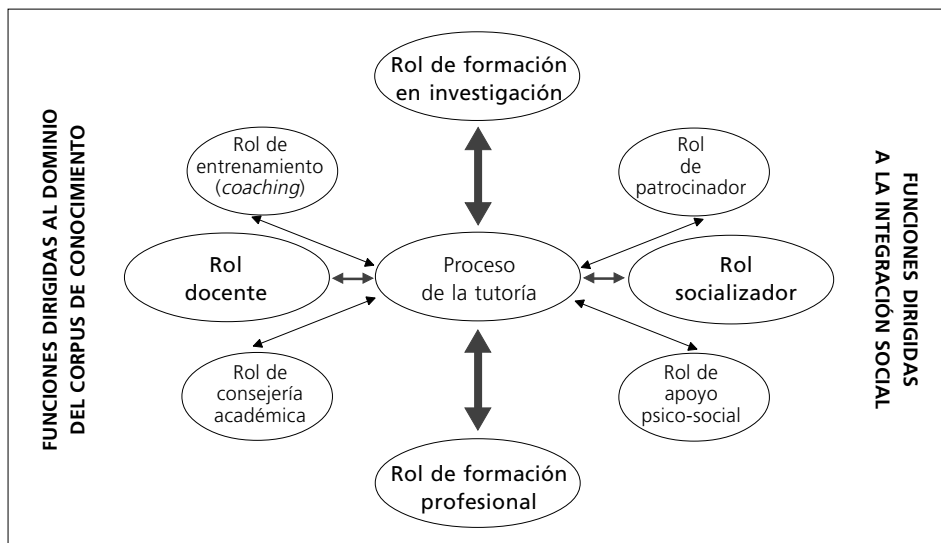 Rol de formación
en investigación
FUNCIONES DIRIGIDAS AL DOMINIO
DEL CORPUS DE CONOCIMIENTO
Rol de
entrenamiento
(coaching)
Rol
de
patrocinador
FUNCIONES DIRIGIDAS
A LA INTEGRACIÓN SOCIAL
Rol
docente
Proceso
de la tutoría
Rol
socializador
Rol de
consejería
académica
Rol de
apoyo
psico-social
Rol de formación
profesional